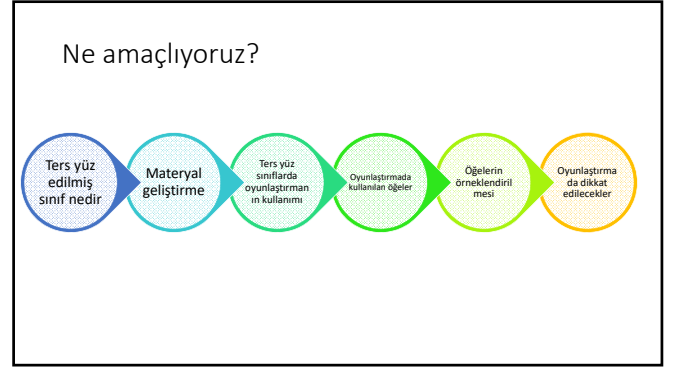 Ne amaçlıyoruz?
Ters yüz
edilmiş
sınıf nedir
Materyal
geliştirme
Ters yüz
sınıflarda
oyunlaştırman
ın kullanımı
Oyunlaştırmada
kullanılan öğeler
Öğelerin
örneklendiril
mesi
Oyunlaştırma
da dikkat
edilecekler